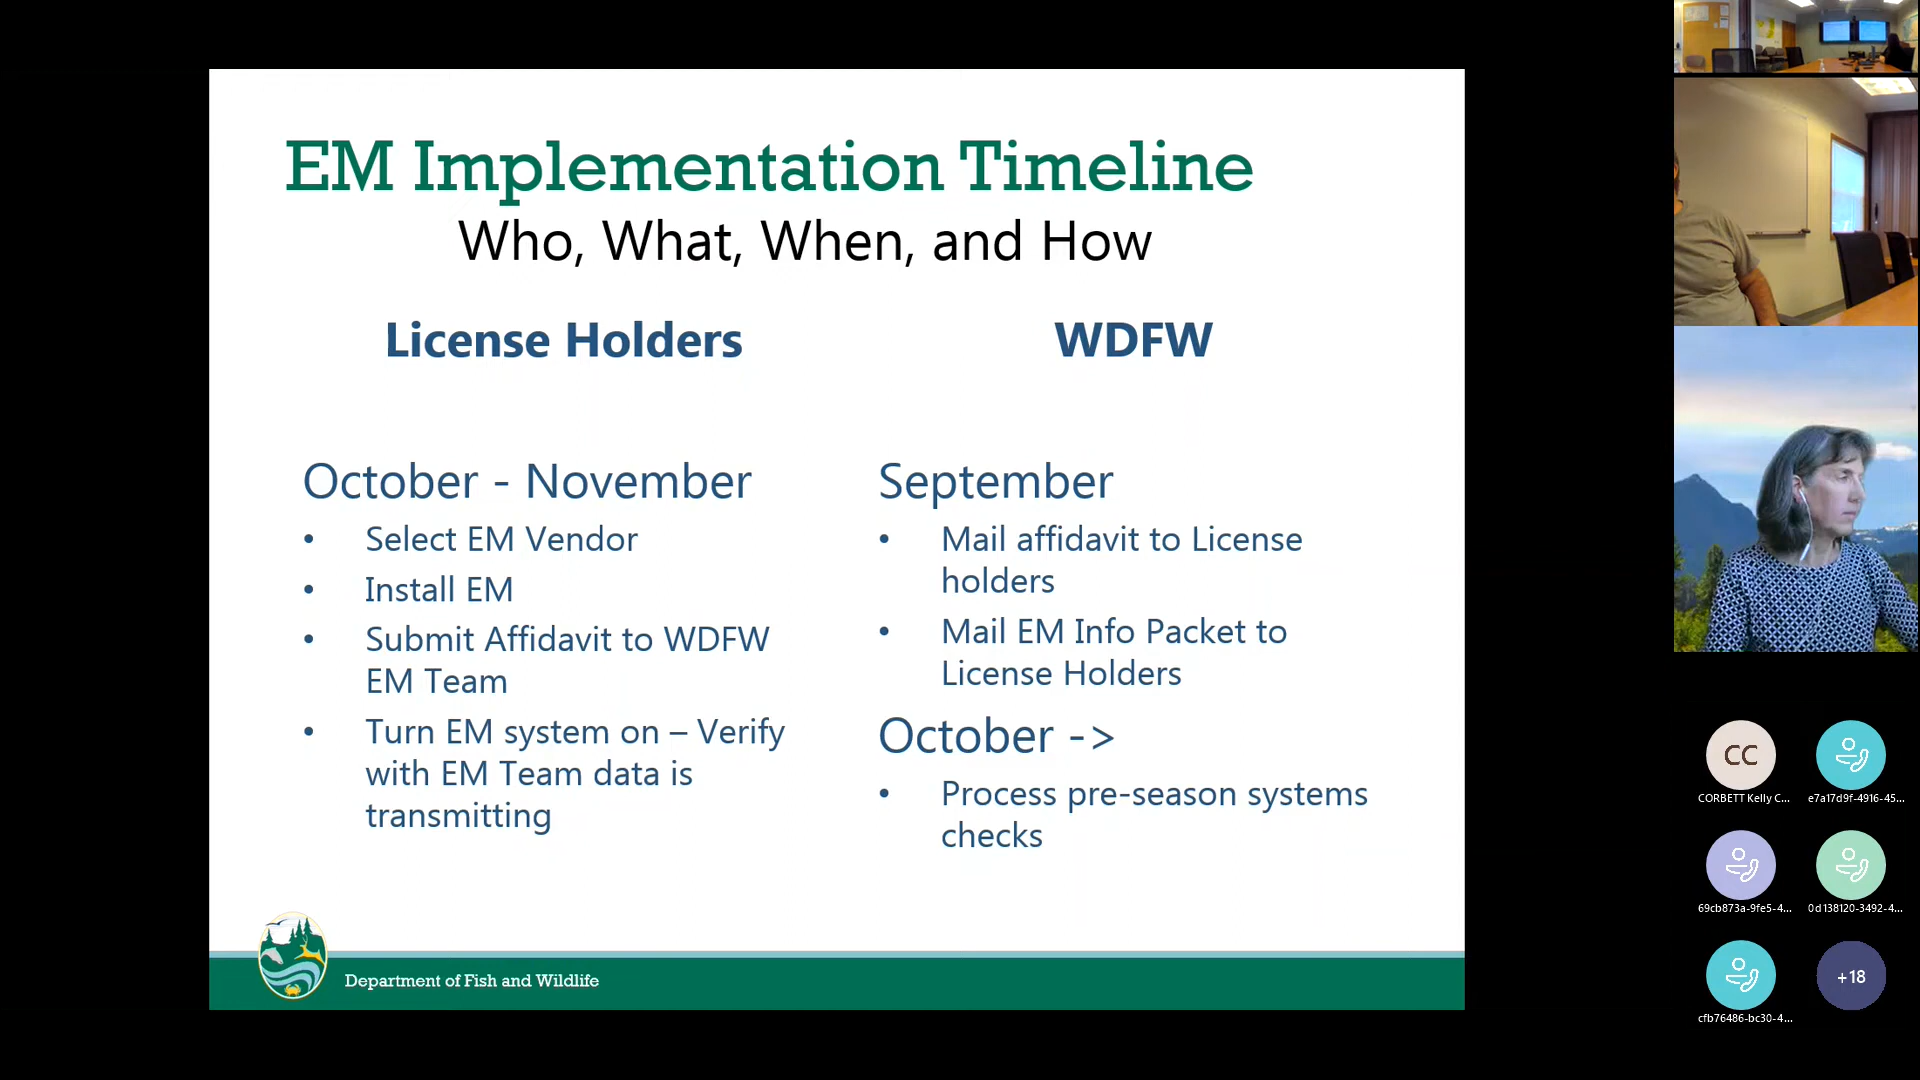 EM Implementation Timeline
Who, What, When, and How
License Holders
October - November
• Select EM Vendor
• Install EM
• Submit Affidavit to WDFW
EM Team
• Turn EM system on – Verify
with EM Team data is
transmitting
WDFW
September
• Mail affidavit to License
holders
• Mail EM Info Packet to
License Holders
October ->
• Process pre-season systems
checks
Department of Fish and Wildlife
CC
CORBETT Kelly C...
e7a17d9f-4916-45...
69cb873a-9fe5-4...
0d138120-3492-4...
cfb76486-bc30-4...
+18